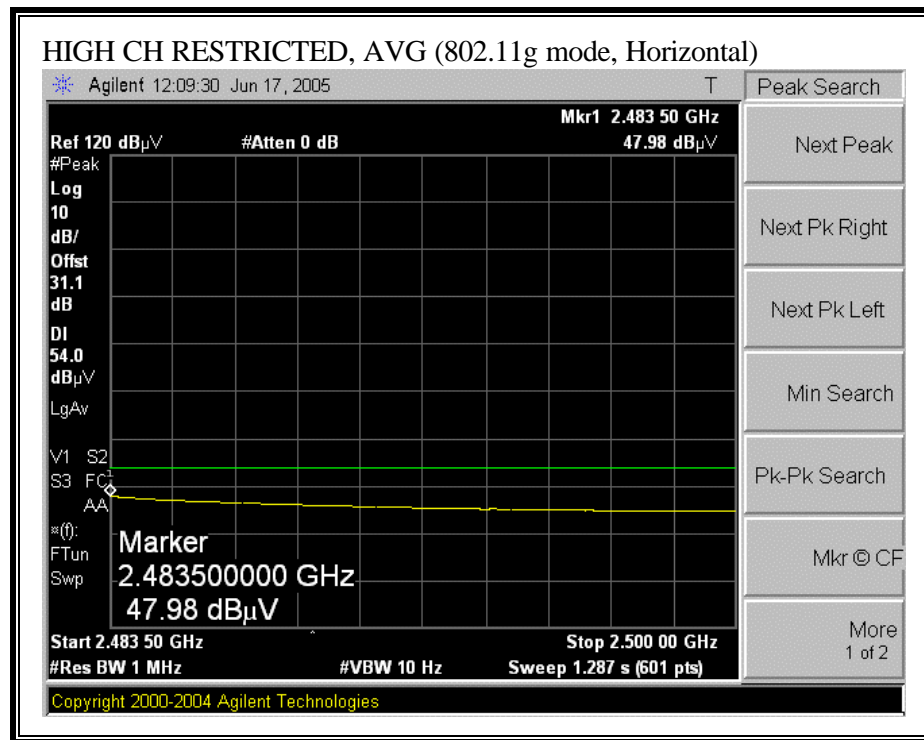 HIGH CH RESTRICTED, AVG (802.11g mode, Horizontal)
Agilent 12:09:30 Jun 17, 2005 T
Peak Search
Mkr1 2.483 50 GHz
Ref 120 dBµV #Atten 0 dB 47.98 dBµV
#Peak
Log
10
dB/
Offst
31.1
dB
DI
54.0
dBµV
LgAv
V1 S2
S3 FC
AA
¤(f):
FTun
Swp
1
Marker
2.483500000 GHz
47.98 dBµV
Start 2.483 50 GHz Stop 2.500 00 GHz
#Res BW 1 MHz #VBW 10 Hz Sweep 1.287 s (601 pts)
Copyright 2000-2004 Agilent Technologies
Next Peak
Next Pk Right
Next Pk Left
Min Search
Pk-Pk Search
Mkr © CF
More
1 of 2